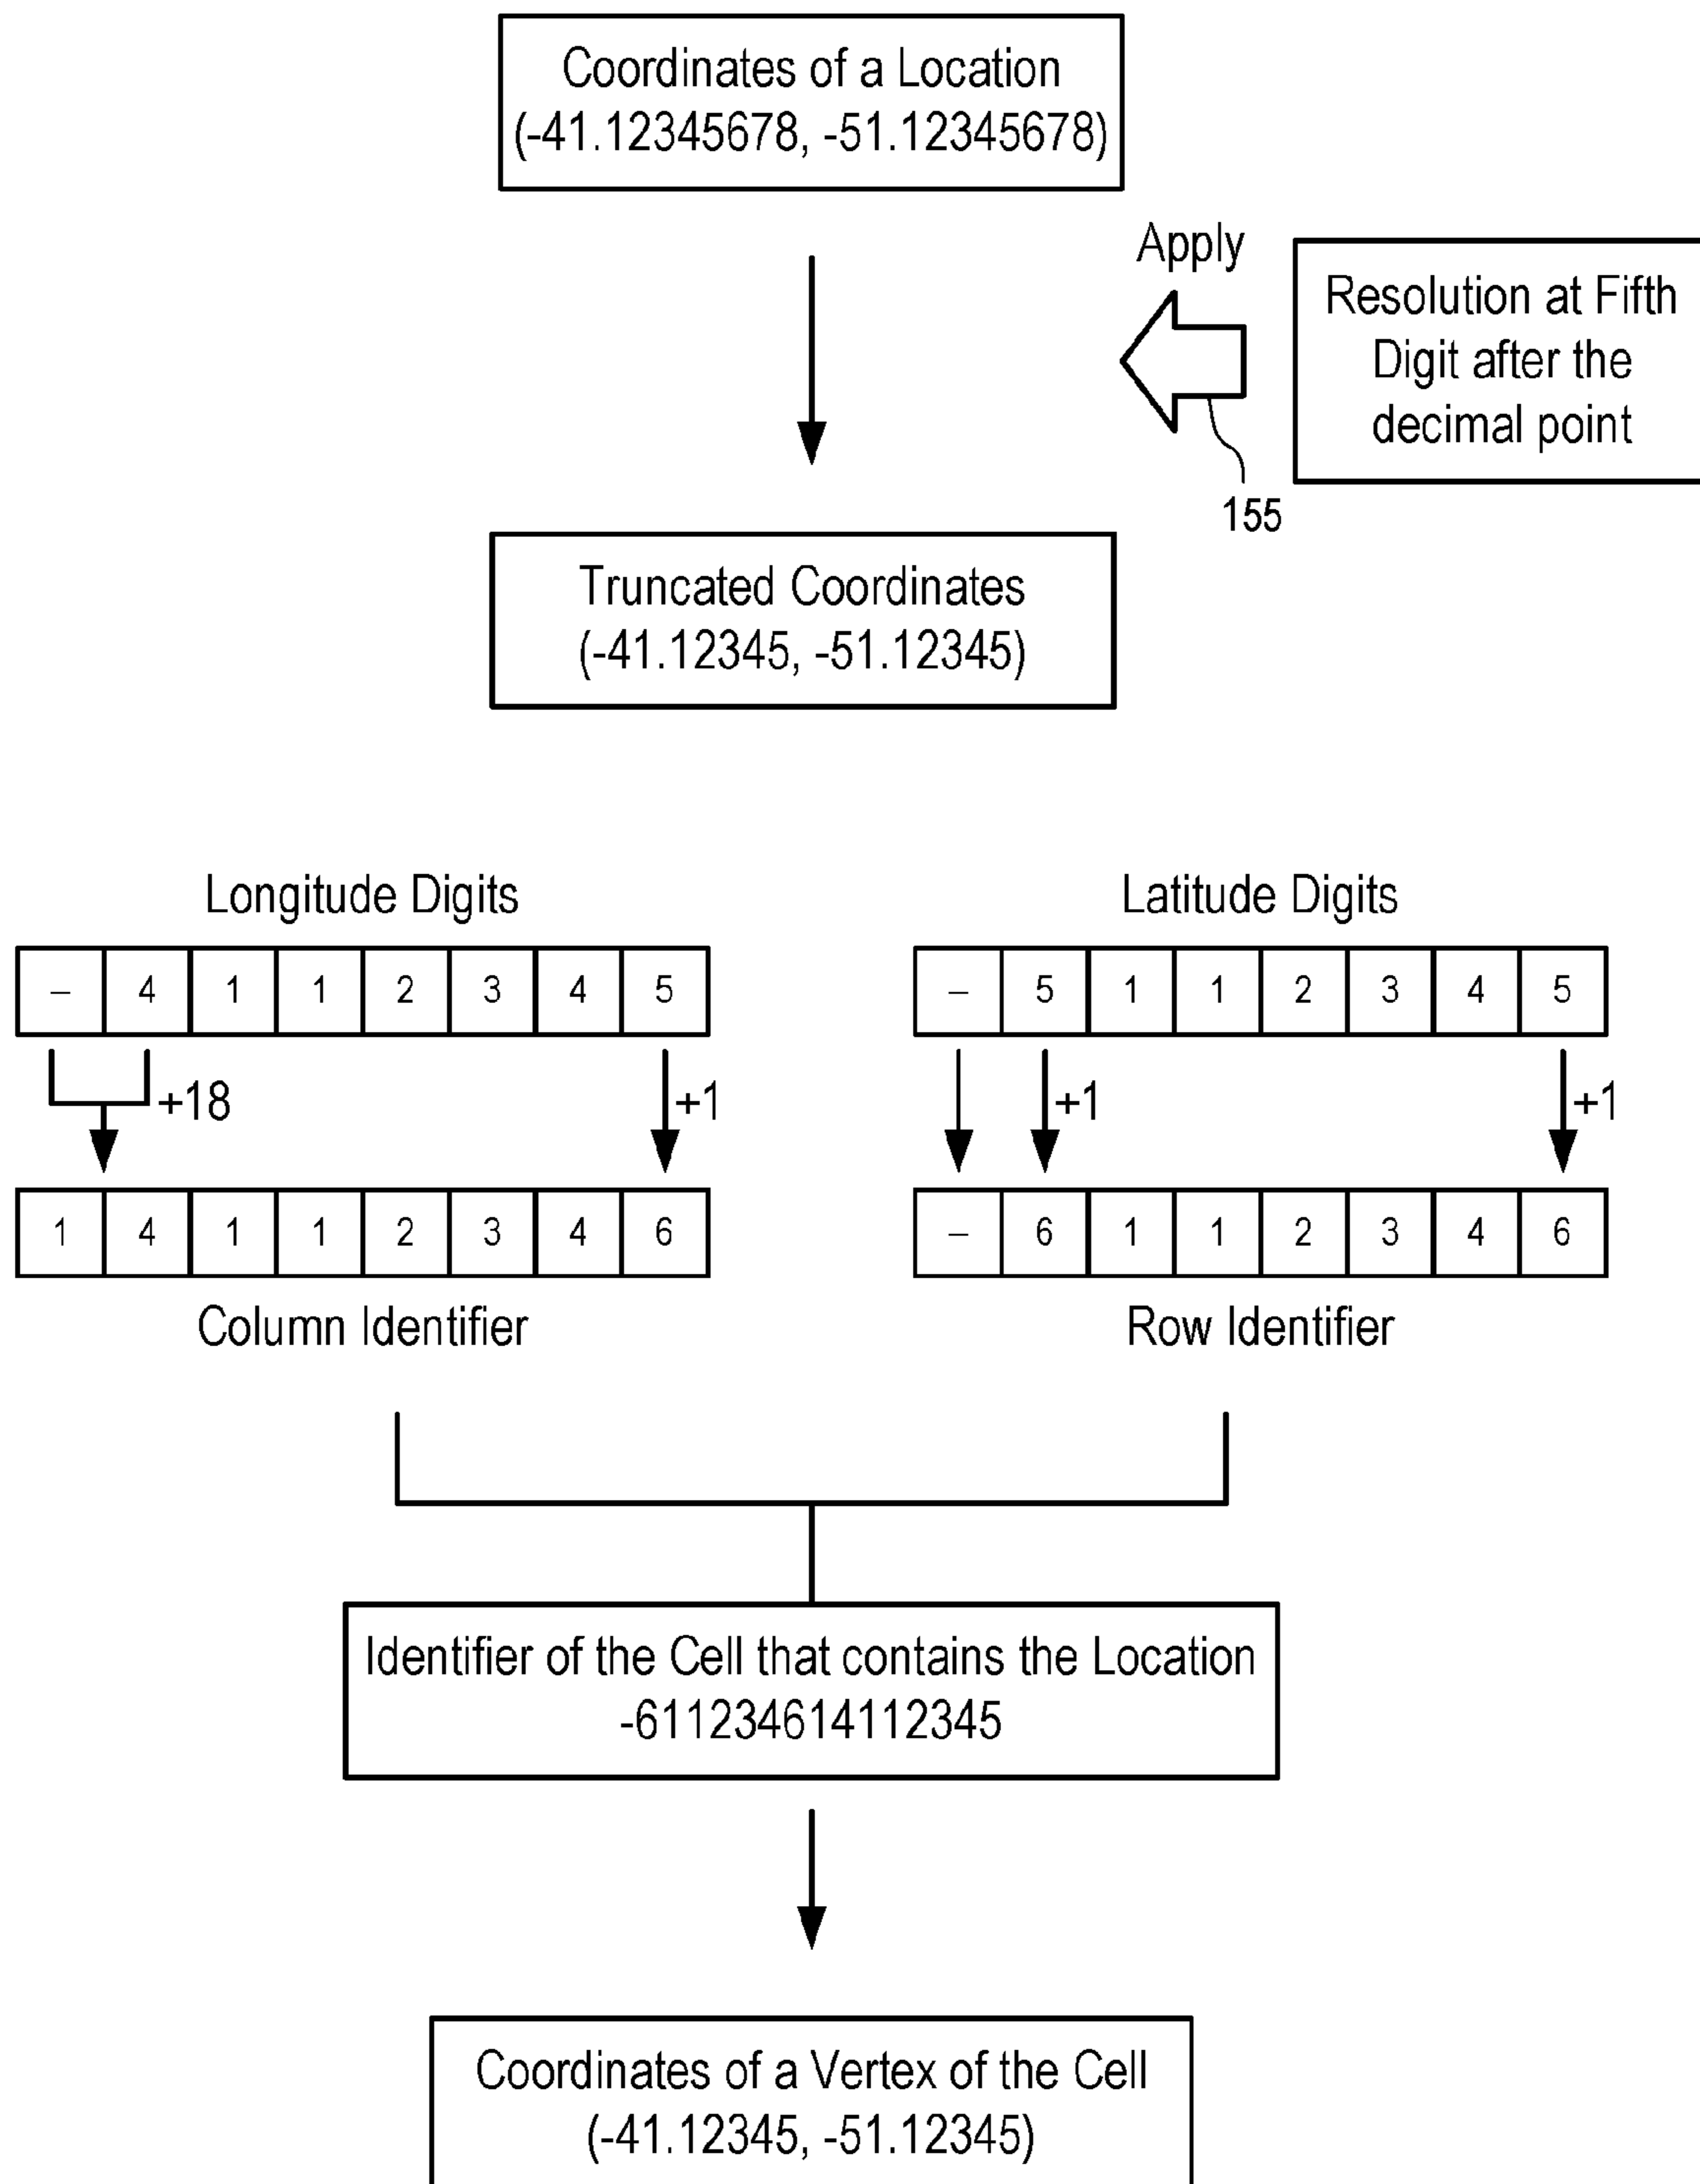 Coordinates of a Location
(-41.12345678, -51.12345678)
Apply
Resolution at Fifth
Digit after the
decimal point
155
Truncated Coordinates
(-41.12345, -51.12345)
Longitude Digits
– 4 1 1 2 3 4 5
+18 +1
1 4 1 1 2 3 4 6
Column Identifier
Latitude Digits
– 5 1 1 2 3 4 5
+1 +1
– 6 1 1 2 3 4 6
Row Identifier
Identifier of the Cell that contains the Location
-611234614112345
Coordinates of a Vertex of the Cell
(-41.12345, -51.12345)